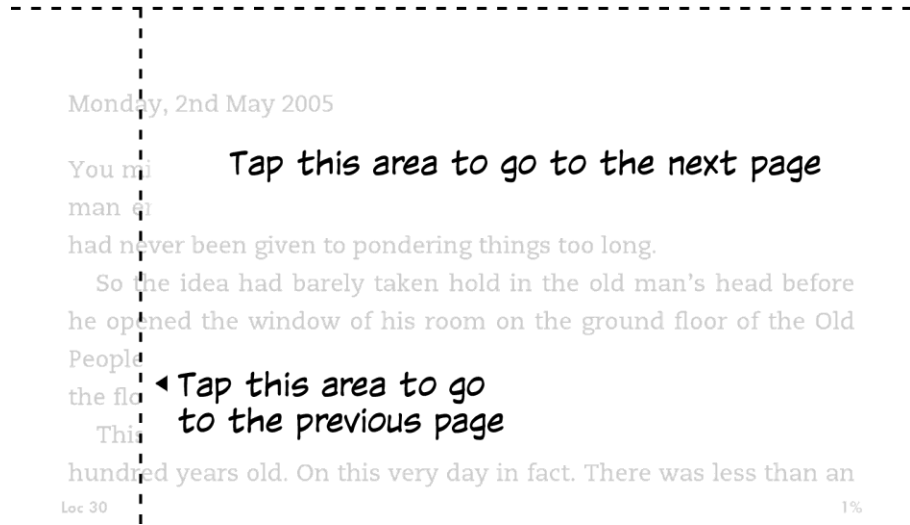 Monday, 2nd May 2005
Tap this area to go to the next page
You mi
man er
had never been given to pondering things too long.
So the idea had barely taken hold in the old man's head before
he opened the window of his room on the ground floor of the Old
People
Tap this area to go
the flo
to the previous page
This
hundred years old. On this very day in fact. There was less than an
Loc 30
1%